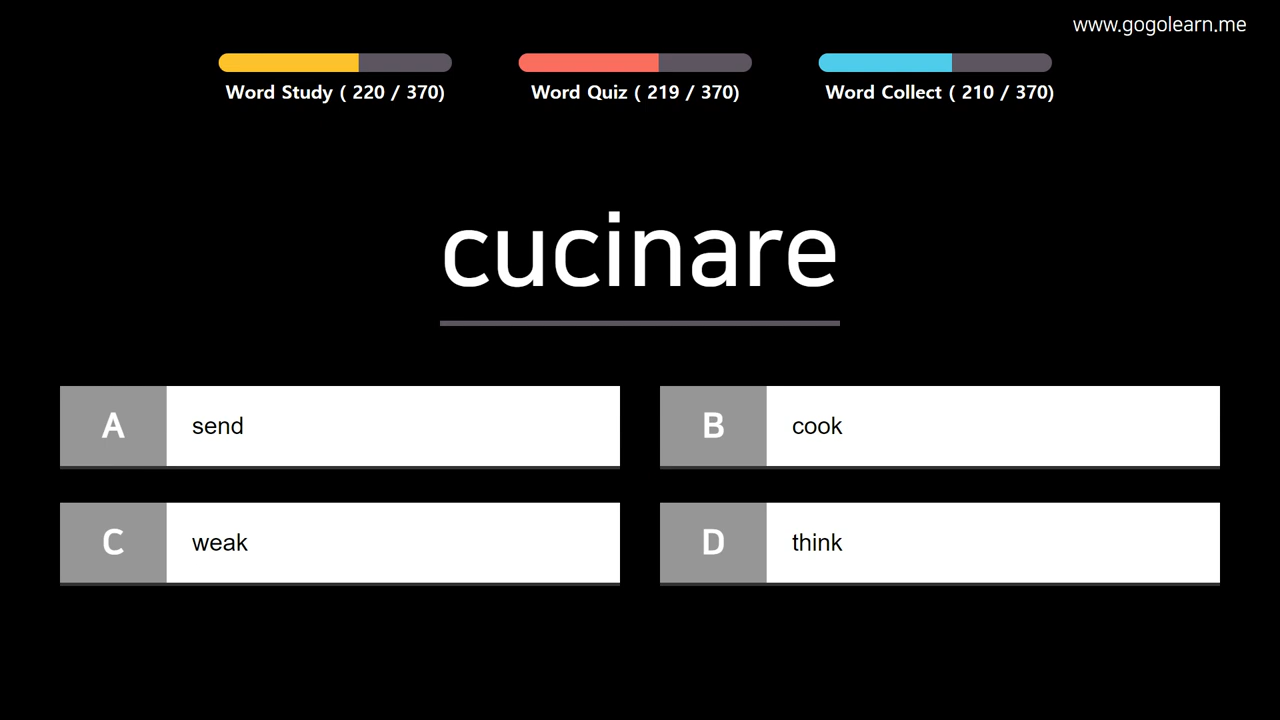 www.gogolearn.me
Word Study ( 220 / 370)
Word Quiz ( 219 / 370)
Word Collect ( 210 / 370)
cucinare
A send
B cook
C weak
D think